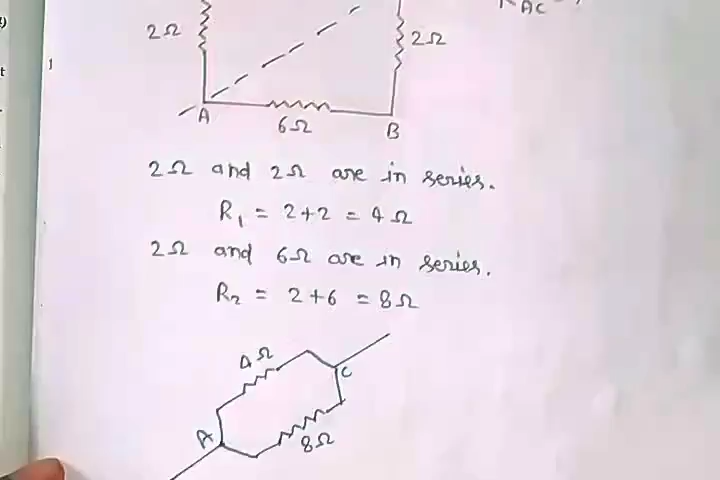 R AC
2Ω
2Ω
A
6Ω
B
2Ω and 2Ω are in series.
R₁ = 2+2 = 4Ω
2Ω and 6Ω are in series.
R₂ = 2+6 = 8Ω
4Ω
C
A
8Ω